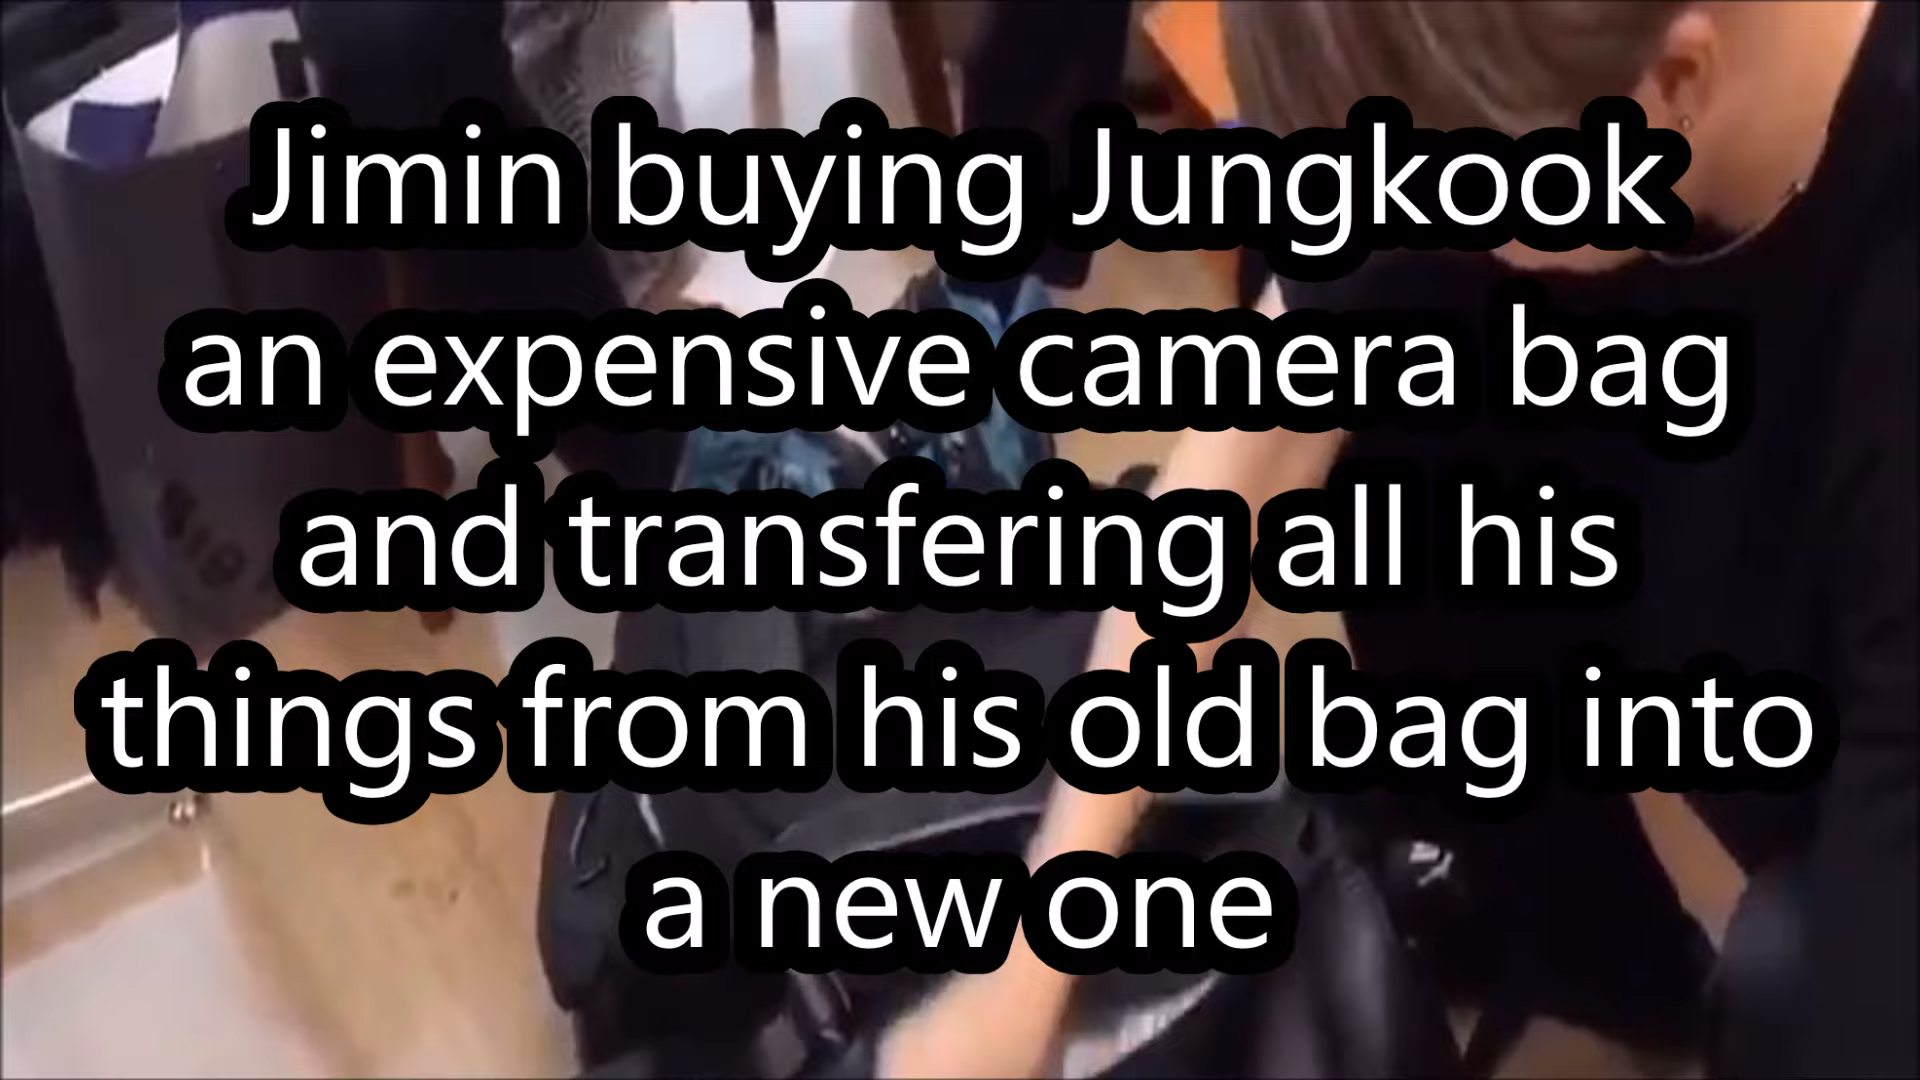 Jimin buying Jungkook
an expensive camera bag
and transfering all his
things from his old bag into
a new one